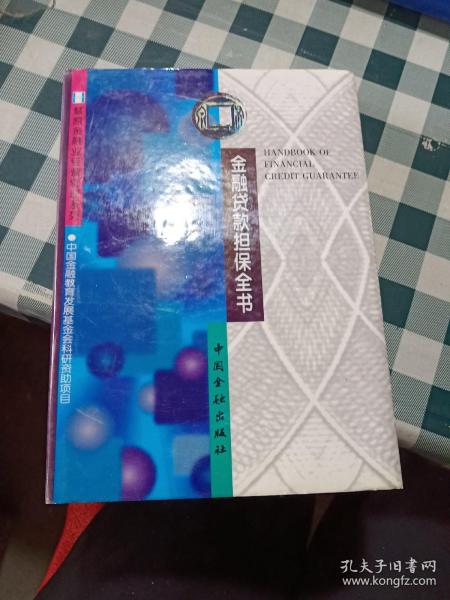 HANDBOOK OF
FINANCIAL
CREDIT GUARANTEE
金融贷款担保全书
中国金融出版社
●中国金融教育发展基金会科研资助项目
孔夫子旧书网
www.kongfz.com